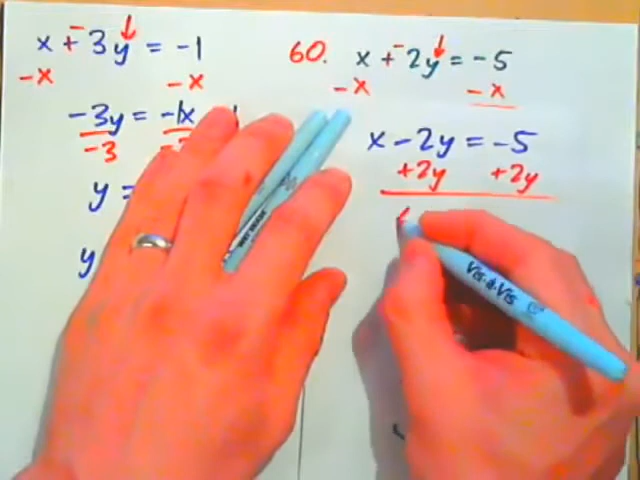 x + - 3y = -1
-x -x
-3y = -1x
-3
y =
y
60. x + - 2y = -5
-x -x
x - 2y = -5
+2y +2y
VIS-à-VIS